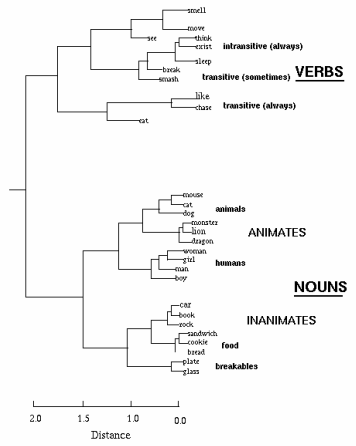 smell
move
see
think
exist
intransitive (always)
sleep
break
smash
transitive (sometimes)
VERBS
like
chase
transitive (always)
eat
mouse
cat
animals
dog
monster
lion
ANIMATES
dragon
woman
girl
humans
man
boy
NOUNS
car
book
rock
INANIMATES
sandwich
cookie
food
bread
plate
breakables
glass
2.0 1.5 1.0 0.0
Distance